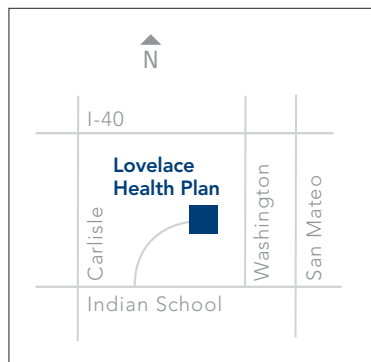 N
I-40
Lovelace
Health Plan
Carlisle
Washington
San Mateo
Indian School